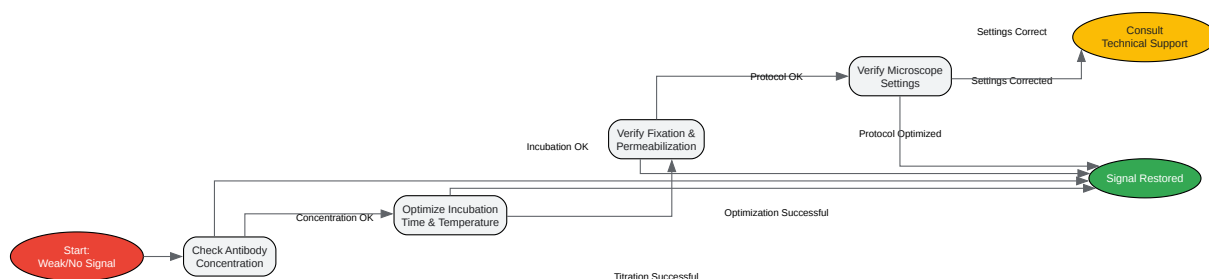 Settings Correct
Consult
Technical Support
Protocol OK
Verify Microscope
Settings
Settings Corrected
Incubation OK
Verify Fixation &
Permeabilization
Protocol Optimized
Signal Restored
Concentration OK
Optimize Incubation
Time & Temperature
Optimization Successful
Start:
Weak/No Signal
Check Antibody
Concentration
Titration Successful